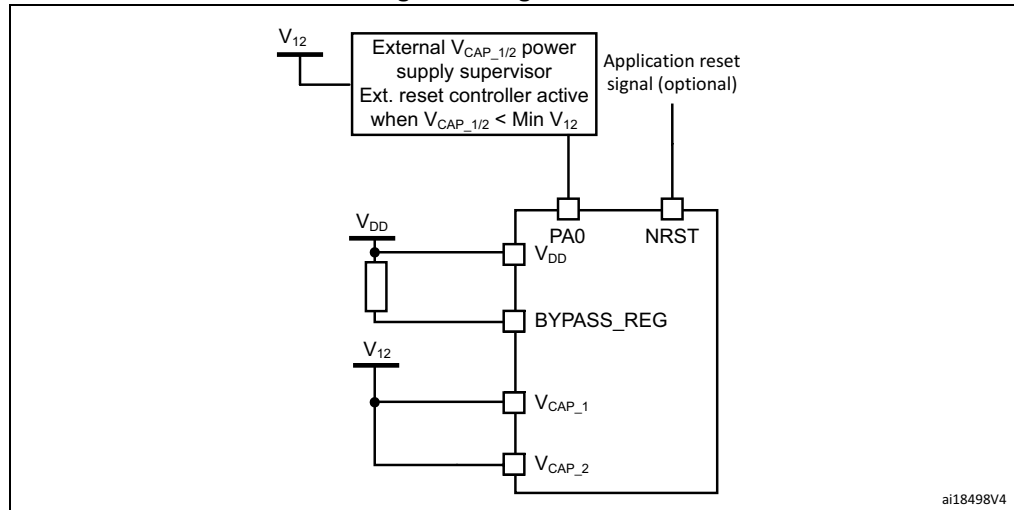 V12
External VCAP_1/2 power
supply supervisor
Ext. reset controller active
when VCAP_1/2 < Min V12
Application reset
signal (optional)
PA0
NRST
VDD
VDD
BYPASS_REG
V12
VCAP_1
VCAP_2
ai18498V4